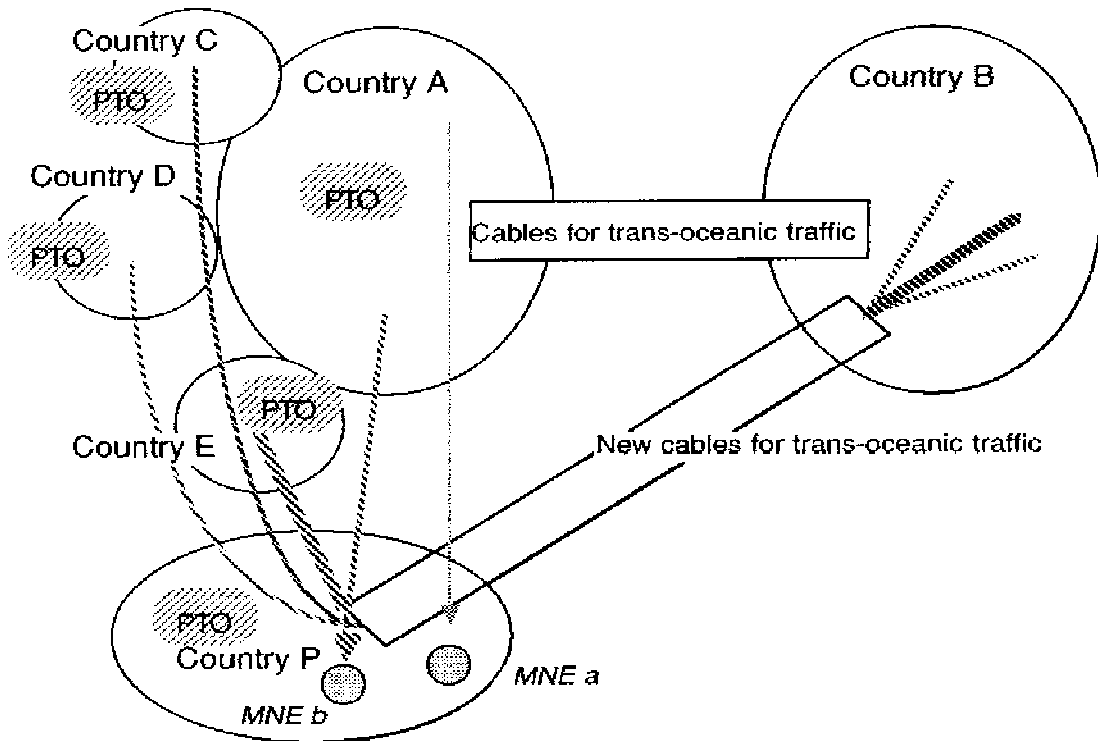 Country C
PTO
Country A
Country B
PTO
Country D
PTO
Cables for trans-oceanic traffic
PTO
Country E
New cables for trans-oceanic traffic
PTO
Country P
MNE a
MNE b